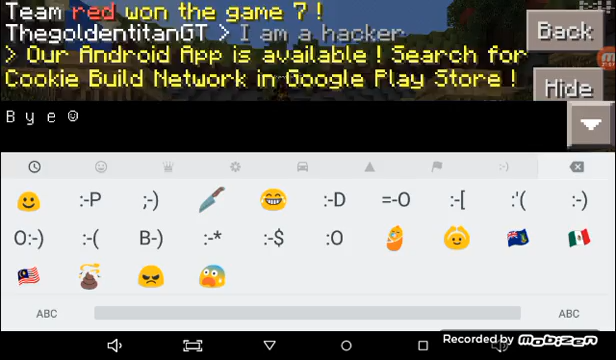 Team red won the game 7 !
ThegoldentitanGT > I am a hacker
> Our Android App is available ! Search for
Cookie Build Network in Google Play Store !
Back
Hide
B y e ☺
:-P ;-) :-D =-O :-[ :'( :-)
O:-) :-( B-) :-* :-$ :O
ABC ABC
Recorded by MOBIZEN